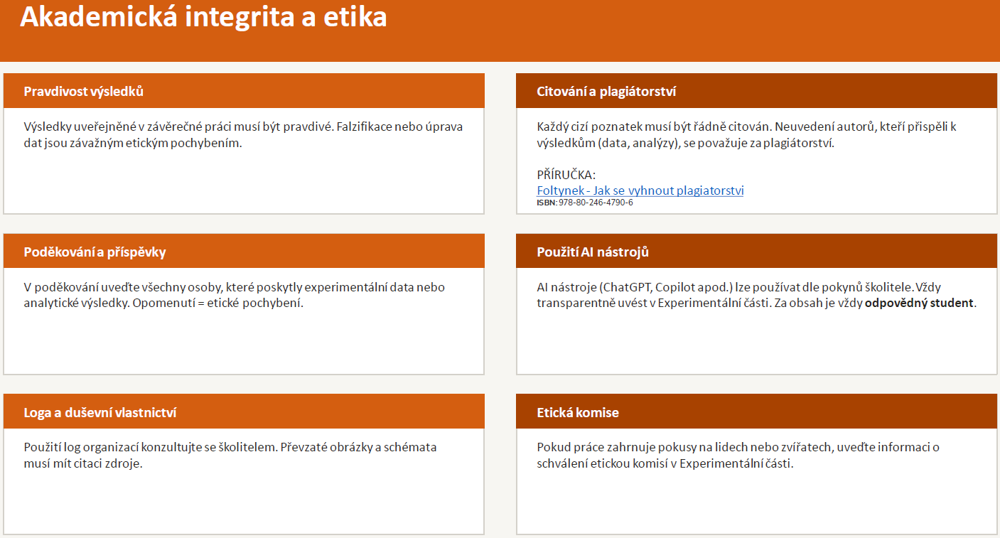 Akademická integrita a etika
Pravdivost výsledků
Výsledky uveřejněné v závěrečné práci musí být pravdivé. Falzifikace nebo úprava
dat jsou závažným etickým pochybením.
Citování a plagiátorství
Každý cizí poznatek musí být řádně citován. Neuvedení autorů, kteří přispěli k
výsledkům (data, analýzy), se považuje za plagiátorství.
PŘÍRUČKA:
Foltynek - Jak se vyhnout plagiatorstvi
ISBN: 978-80-246-4790-6
Poděkování a příspěvky
V poděkování uveďte všechny osoby, které poskytly experimentální data nebo
analytické výsledky. Opomenutí = etické pochybení.
Použití AI nástrojů
AI nástroje (ChatGPT, Copilot apod.) lze používat dle pokynů školitele. Vždy
transparentně uvést v Experimentální části. Za obsah je vždy odpovědný student.
Loga a duševní vlastnictví
Použití log organizací konzultujte se školitelem. Převzaté obrázky a schémata
musí mít citaci zdroje.
Etická komise
Pokud práce zahrnuje pokusy na lidech nebo zvířatech, uveďte informaci o
schválení etickou komisí v Experimentální části.